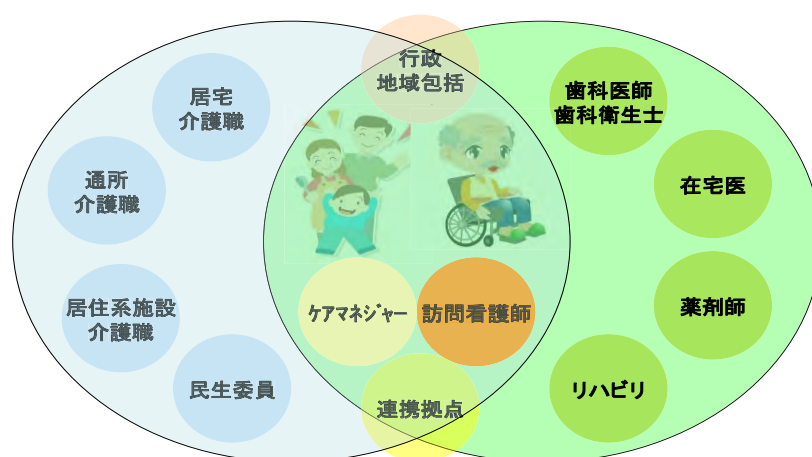 行政
地域包括
居宅
介護職
通所
介護職
居住系施設
介護職
民生委員
ｹｱﾏﾈｼﾞｬｰ
訪問看護師
連携拠点
歯科医師
歯科衛生士
在宅医
薬剤師
リハビリ